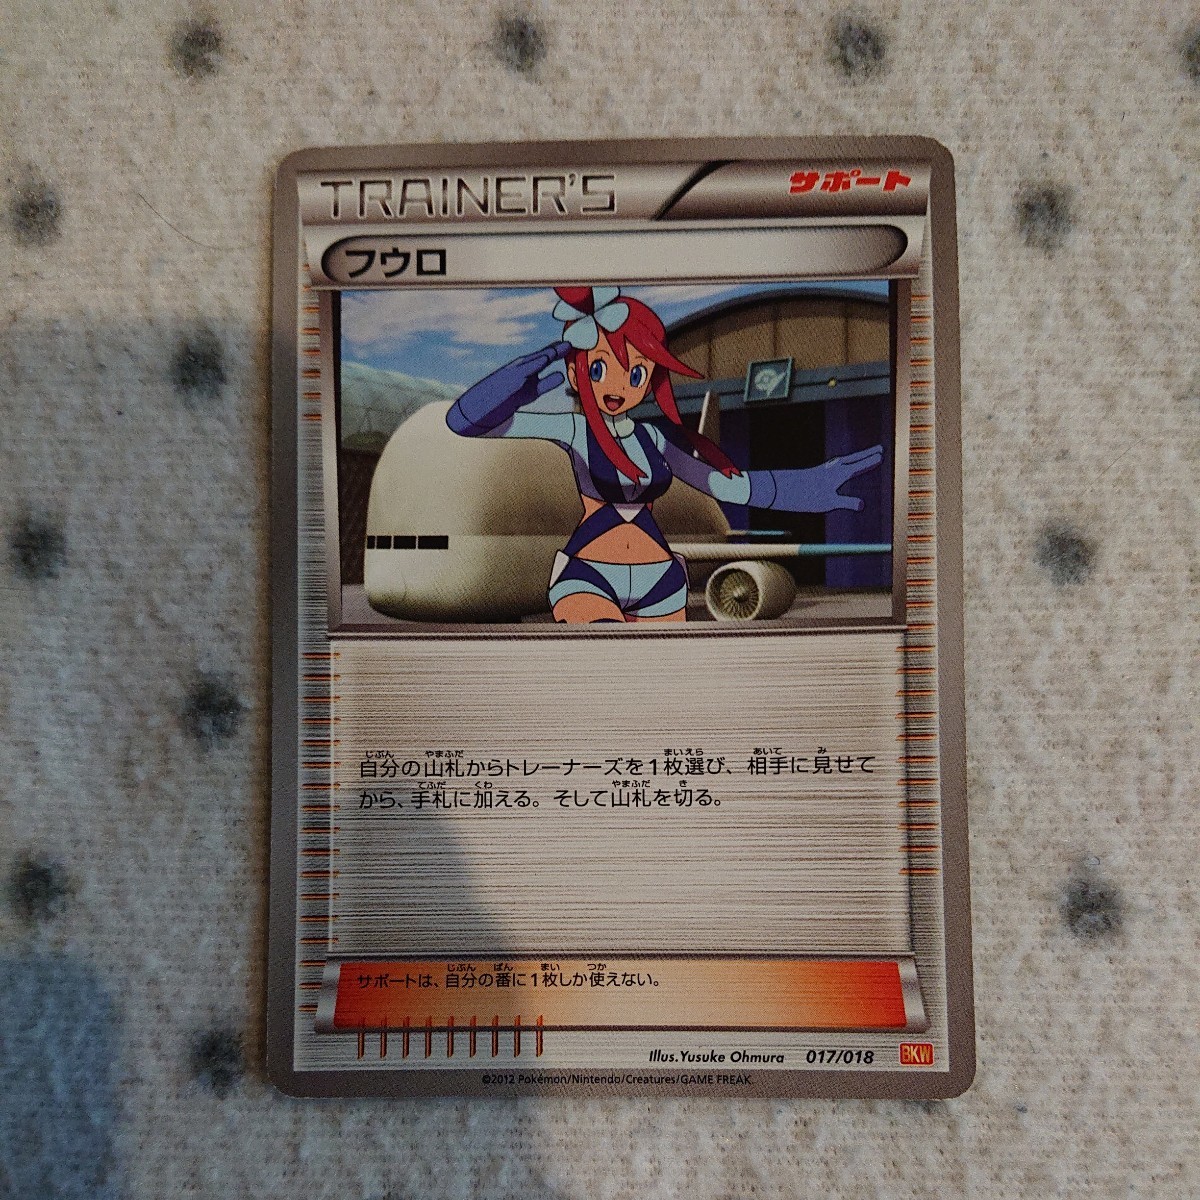 TRAINER'S サポート
フウロ
自分の山札からトレーナーズを1枚選び、相手に見せて
から、手札に加える。そして山札を切る。
サポートは、自分の番に1枚しか使えない。
Illus.Yusuke Ohmura 017/018 BKW
©2012 Pokémon/Nintendo/Creatures/GAME FREAK.